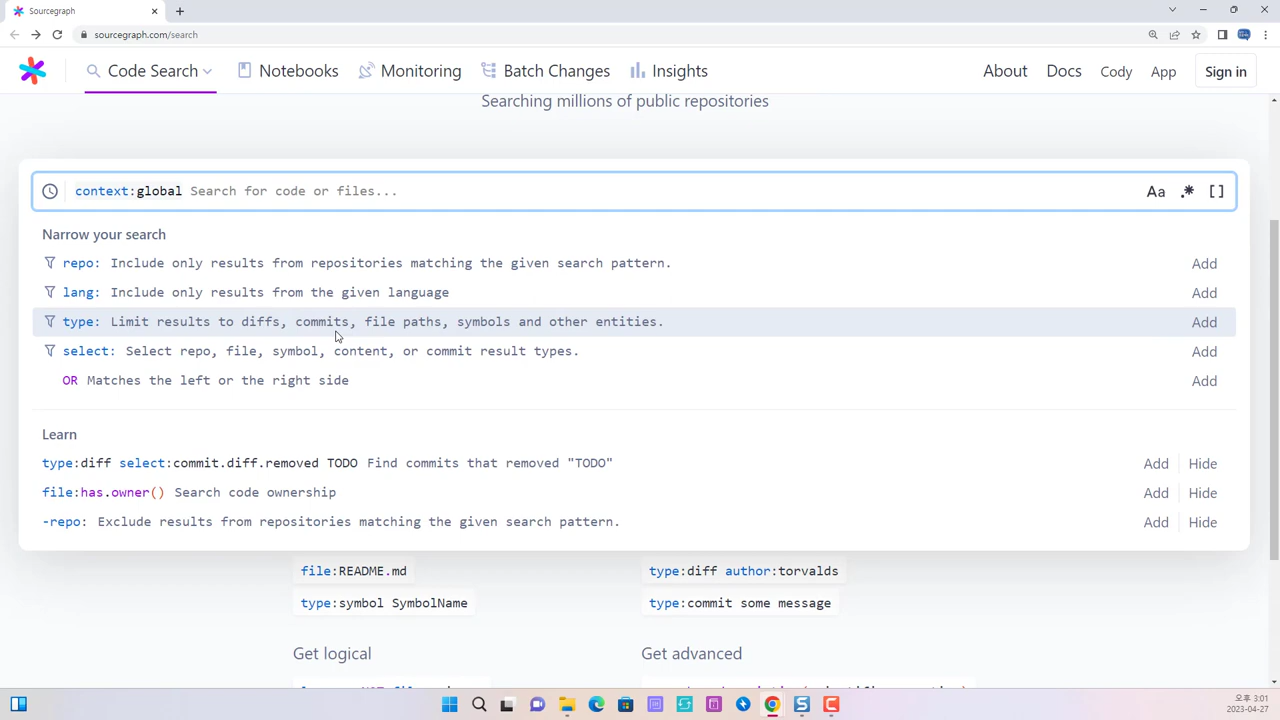 Sourcegraph
sourcegraph.com/search
Code Search Notebooks Monitoring Batch Changes Insights About Docs Cody App Sign in
Searching millions of public repositories
context:global Search for code or files... Aa .* []
Narrow your search
repo: Include only results from repositories matching the given search pattern. Add
lang: Include only results from the given language Add
type: Limit results to diffs, commits, file paths, symbols and other entities. Add
select: Select repo, file, symbol, content, or commit result types. Add
OR Matches the left or the right side Add
Learn
type:diff select:commit.diff.removed TODO Find commits that removed "TODO" Add Hide
file:has.owner() Search code ownership Add Hide
-repo: Exclude results from repositories matching the given search pattern. Add Hide
file:README.md type:diff author:torvalds
type:symbol SymbolName type:commit some message
Get logical Get advanced
오후 3:01
2023-04-27